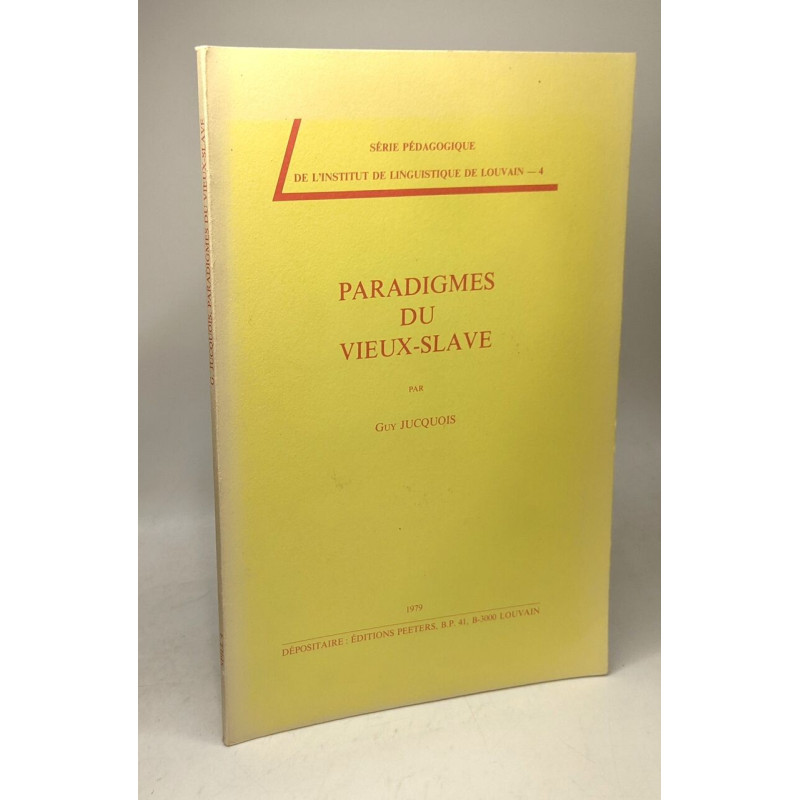 SÉRIE PÉDAGOGIQUE
DE L'INSTITUT DE LINGUISTIQUE DE LOUVAIN — 4
PARADIGMES
DU
VIEUX-SLAVE
PAR
GUY JUCQUOIS
1979
DÉPOSITAIRE : ÉDITIONS PEETERS, B.P. 41, B-3000 LOUVAIN
G. JUCQUOIS, PARADIGMES DU VIEUX-SLAVE